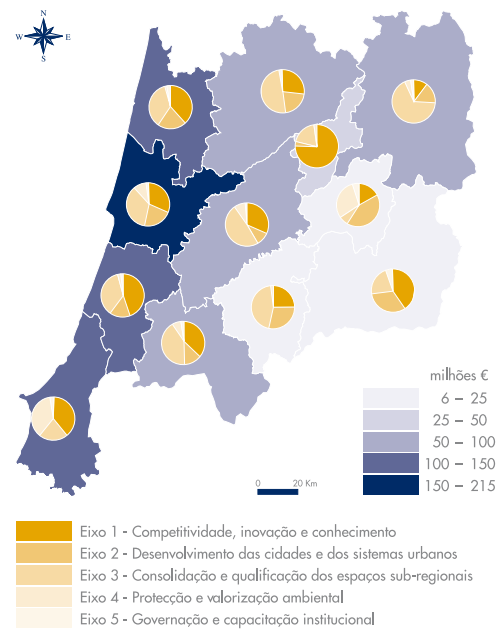 N
W E
S
milhões €
6 – 25
25 – 50
50 – 100
100 – 150
150 – 215
0 20 Km
Eixo 1 - Competitividade, inovação e conhecimento
Eixo 2 - Desenvolvimento das cidades e dos sistemas urbanos
Eixo 3 - Consolidação e qualificação dos espaços sub-regionais
Eixo 4 - Protecção e valorização ambiental
Eixo 5 - Governação e capacitação institucional